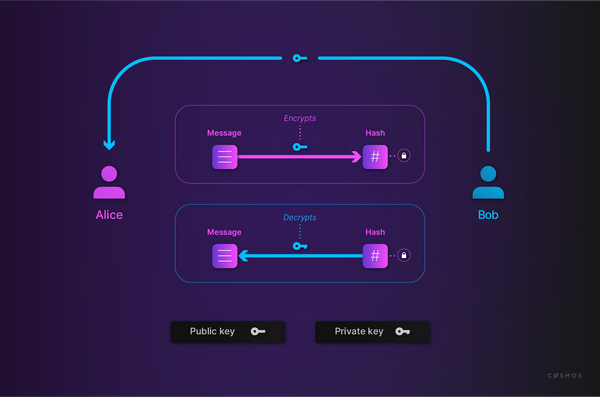 Encrypts
Message
Hash
#
Alice
Bob
Decrypts
Message
Hash
#
Public key
Private key
COSMOS